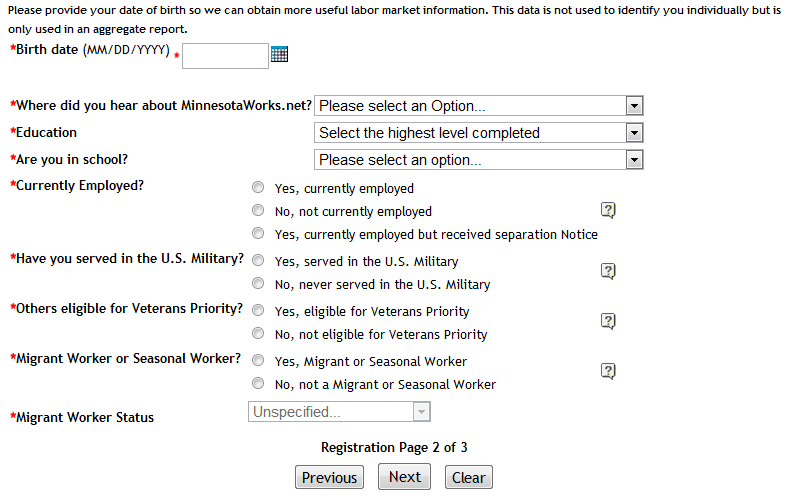 Please provide your date of birth so we can obtain more useful labor market information. This data is not used to identify you individually but is
only used in an aggregate report.
*Birth date (MM/DD/YYYY) *
*Where did you hear about MinnesotaWorks.net? Please select an Option...
*Education Select the highest level completed
*Are you in school? Please select an option...
*Currently Employed? Yes, currently employed
No, not currently employed ?
Yes, currently employed but received separation Notice
*Have you served in the U.S. Military? Yes, served in the U.S. Military
?
No, never served in the U.S. Military
*Others eligible for Veterans Priority? Yes, eligible for Veterans Priority
?
No, not eligible for Veterans Priority
*Migrant Worker or Seasonal Worker? Yes, Migrant or Seasonal Worker
?
No, not a Migrant or Seasonal Worker
*Migrant Worker Status Unspecified...
Registration Page 2 of 3
Previous Next Clear